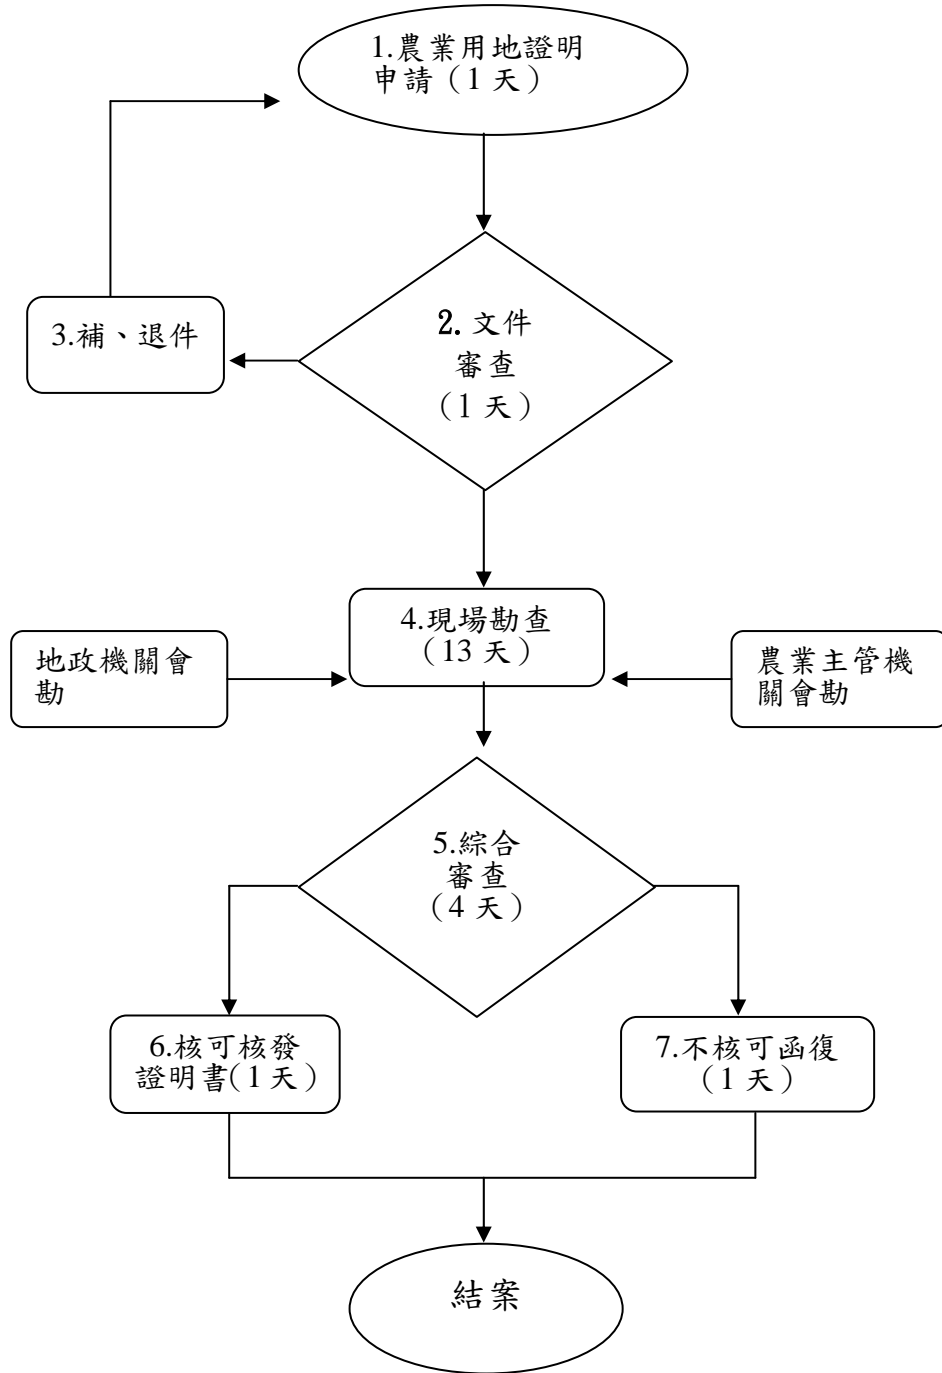 1.農業用地證明
申請（1 天）
2. 文件
審查
（1 天）
3.補、退件
4.現場勘查
（13 天）
地政機關會
勘
農業主管機
關會勘
5.綜合
審查
（4 天）
6.核可核發
證明書（1 天）
7.不核可函復
（1 天）
結案